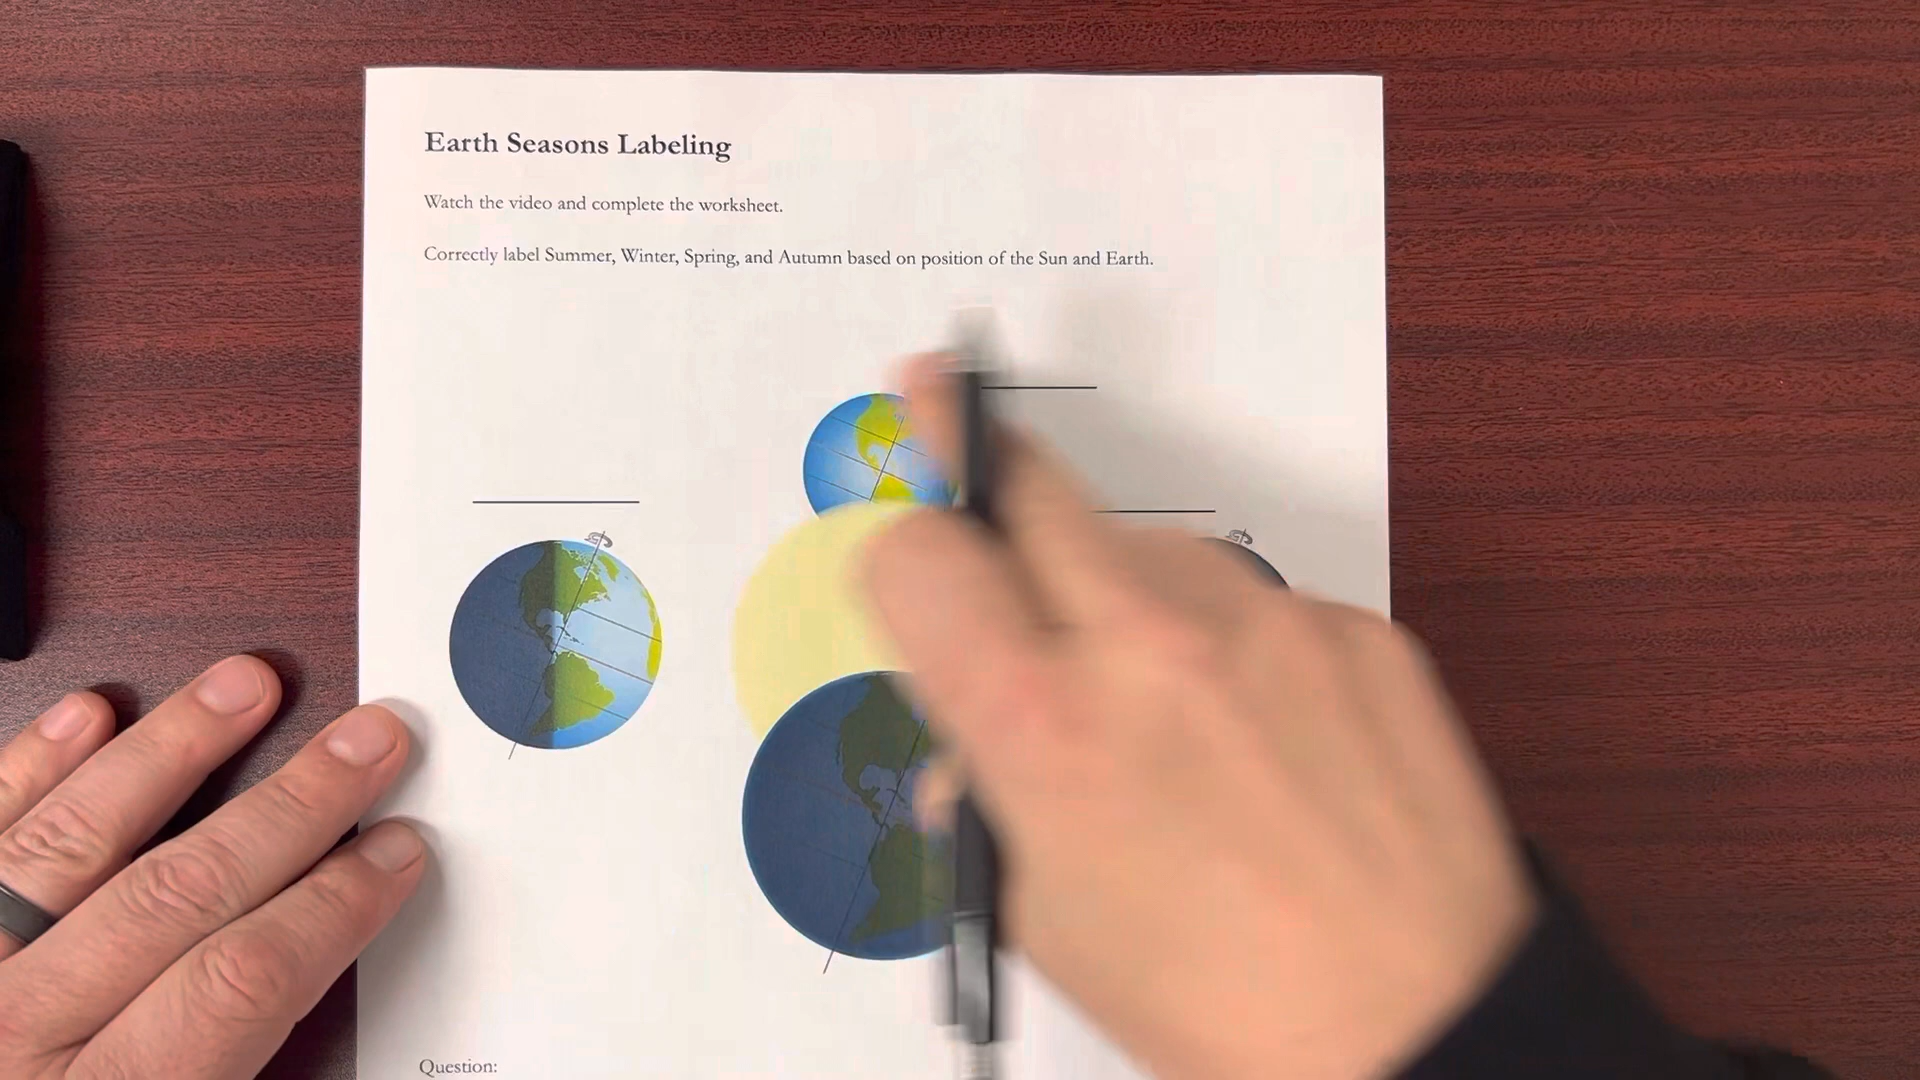 Earth Seasons Labeling
Watch the video and complete the worksheet.
Correctly label Summer, Winter, Spring, and Autumn based on position of the Sun and Earth.
Question: